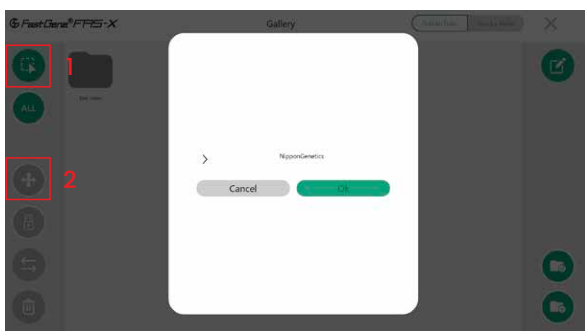 FastGene® FAS-X
Gallery
1
ALL
2
NipponGenetics
Cancel
Ok